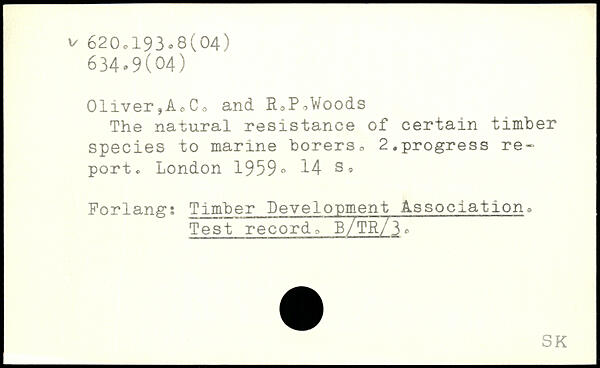 v 620.193.8(04)
634.9(04)
Oliver,A.C. and R.P.Woods
The natural resistance of certain timber
species to marine borers. 2.progress re-
port. London 1959. 14 s.
Forlang: Timber Development Association.
Test record. B/TR/3.
SK